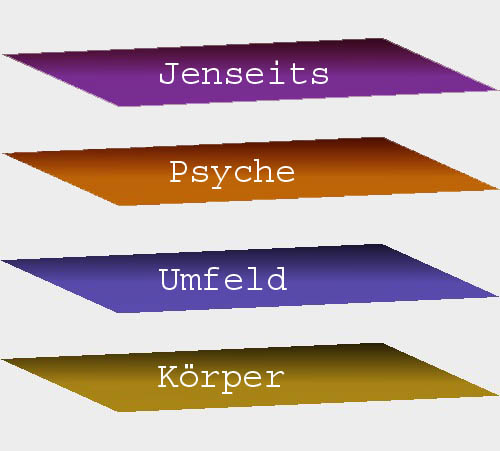 Jenseits
Psyche
Umfeld
Körper